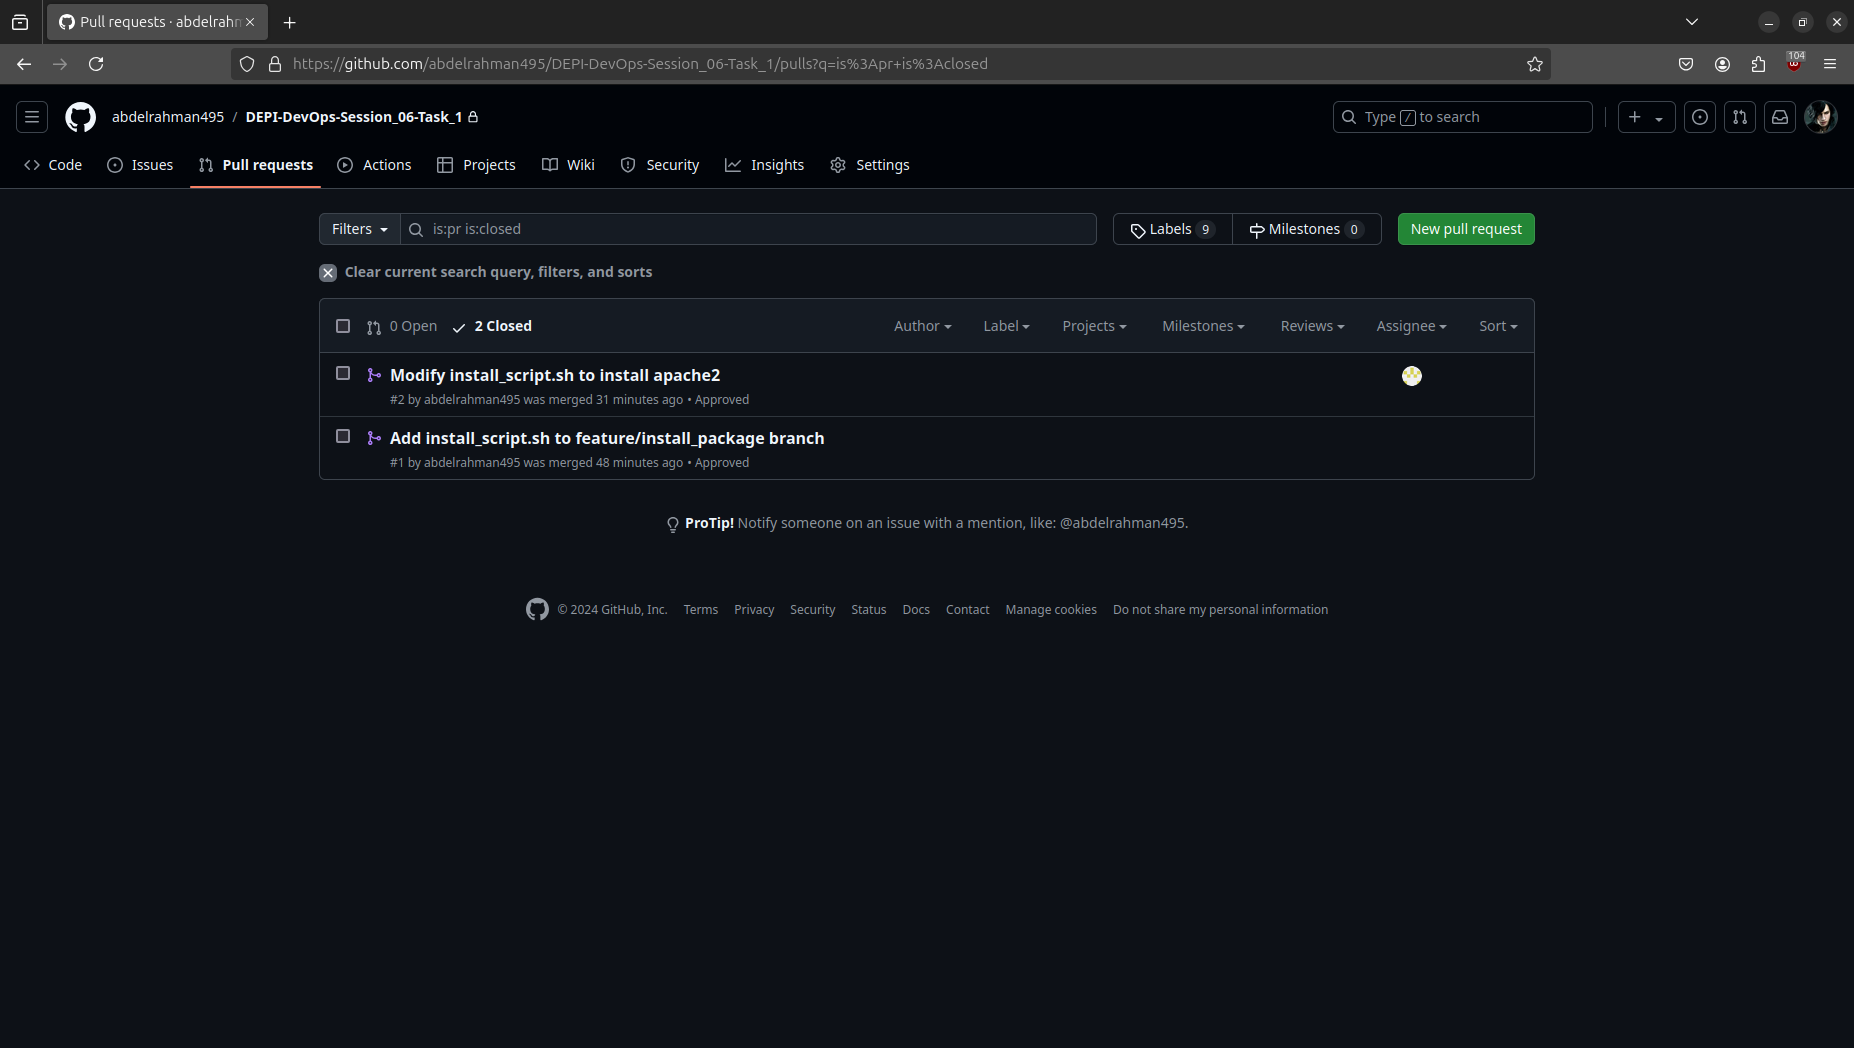 Pull requests · abdelrahm
https://github.com/abdelrahman495/DEPI-DevOps-Session_06-Task_1/pulls?q=is%3Apr+is%3Aclosed
104
abdelrahman495 / DEPI-DevOps-Session_06-Task_1
Type / to search
Code Issues Pull requests Actions Projects Wiki Security Insights Settings
Filters is:pr is:closed Labels 9 Milestones 0 New pull request
Clear current search query, filters, and sorts
0 Open 2 Closed Author Label Projects Milestones Reviews Assignee Sort
Modify install_script.sh to install apache2
#2 by abdelrahman495 was merged 31 minutes ago • Approved
Add install_script.sh to feature/install_package branch
#1 by abdelrahman495 was merged 48 minutes ago • Approved
ProTip! Notify someone on an issue with a mention, like: @abdelrahman495.
© 2024 GitHub, Inc. Terms Privacy Security Status Docs Contact Manage cookies Do not share my personal information